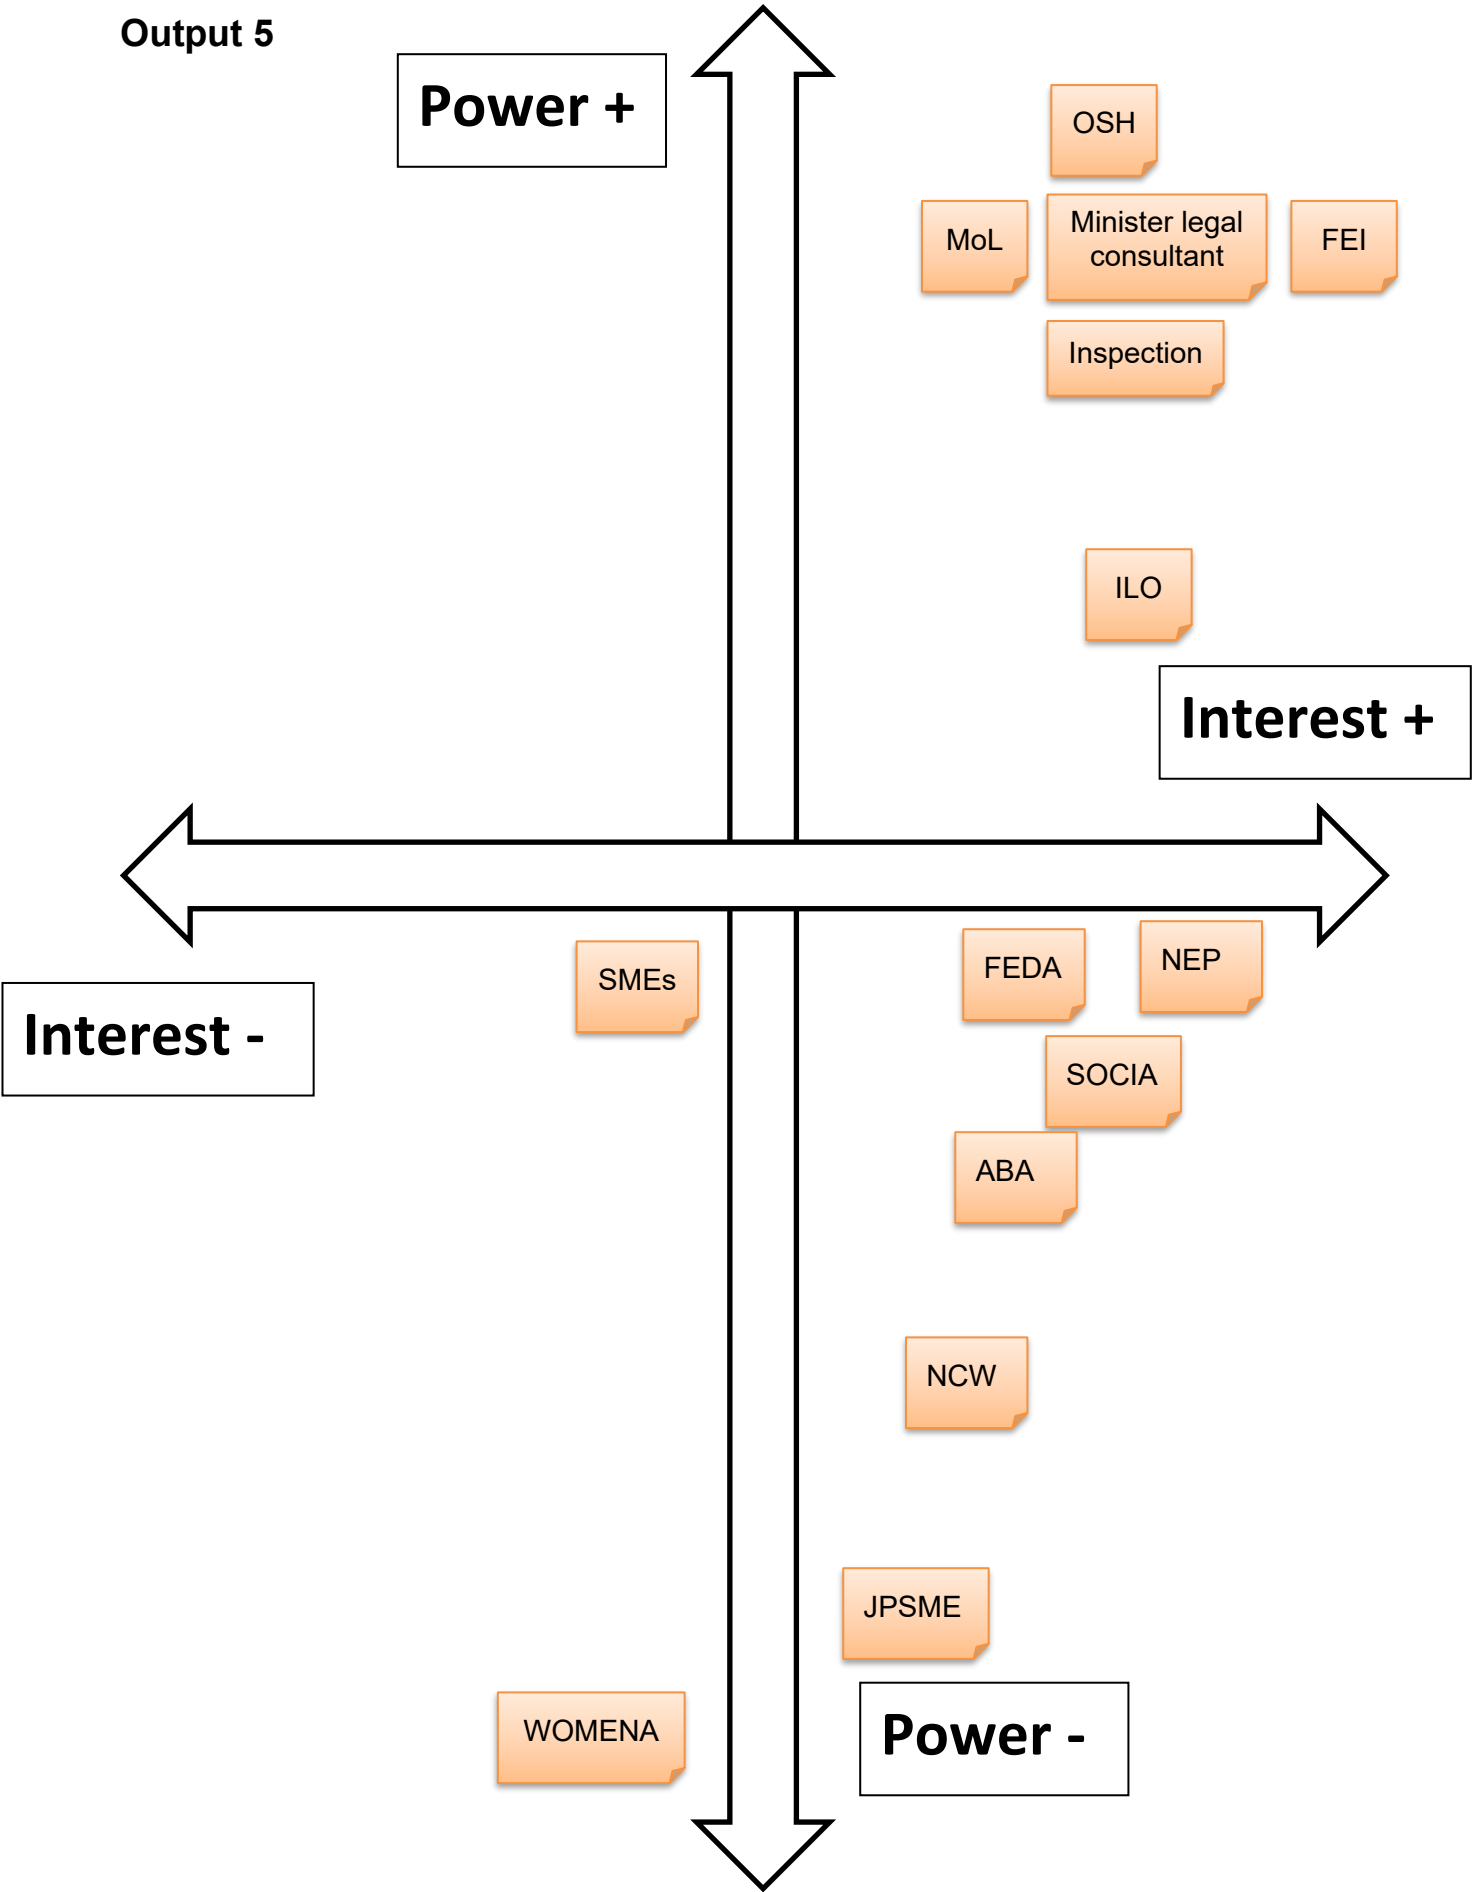 Output 5
Power +
OSH
MoL
Minister legal
consultant
FEI
Inspection
ILO
Interest +
SMEs
FEDA
NEP
Interest -
SOCIA
ABA
NCW
JPSME
WOMENA
Power -